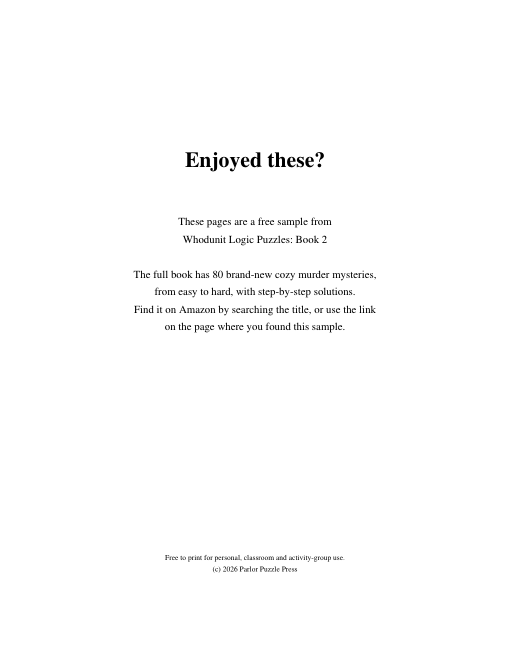 Enjoyed these?
These pages are a free sample from
Whodunit Logic Puzzles: Book 2
The full book has 80 brand-new cozy murder mysteries,
from easy to hard, with step-by-step solutions.
Find it on Amazon by searching the title, or use the link
on the page where you found this sample.
Free to print for personal, classroom and activity-group use.
(c) 2026 Parlor Puzzle Press